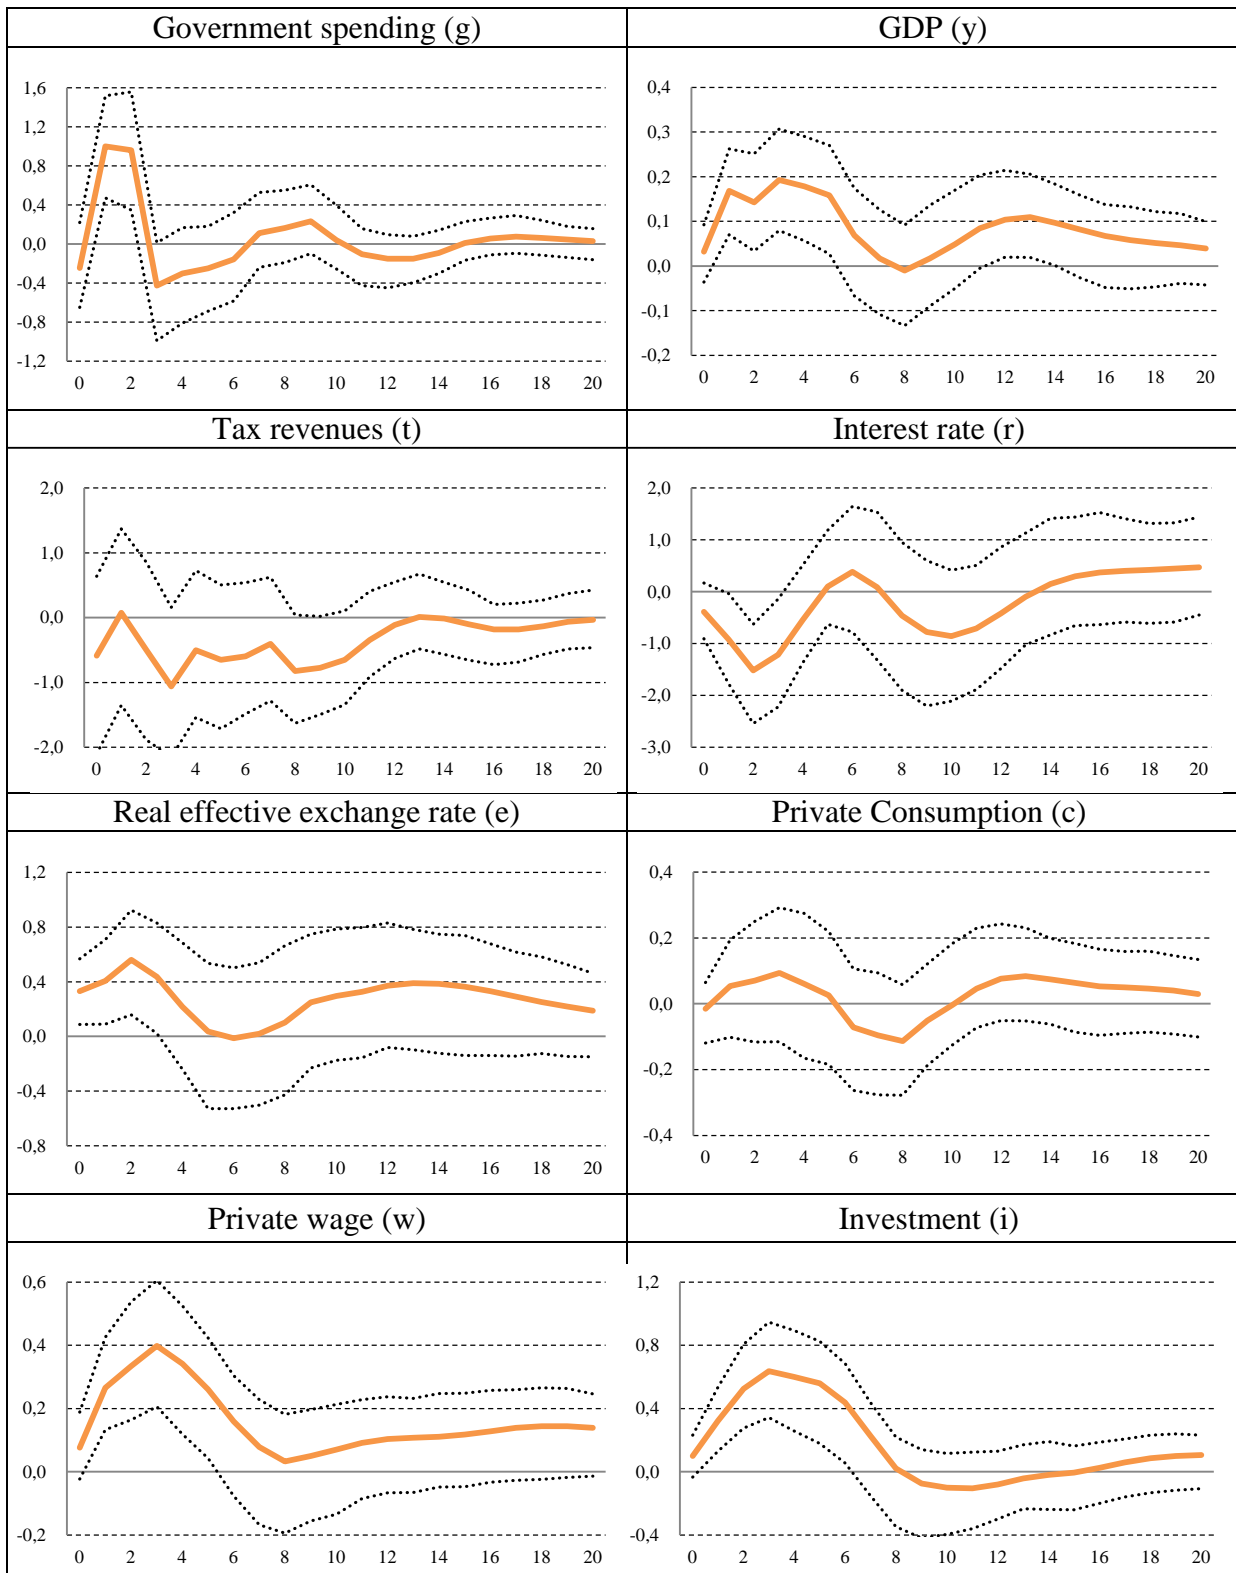 Government spending (g)
GDP (y)
1,6
1,2
0,8
0,4
0,0
-0,4
-0,8
-1,2
0 2 4 6 8 10 12 14 16 18 20
0,4
0,3
0,2
0,1
0,0
-0,1
-0,2
0 2 4 6 8 10 12 14 16 18 20
Tax revenues (t)
Interest rate (r)
2,0
1,0
0,0
-1,0
-2,0
0 2 4 6 8 10 12 14 16 18 20
2,0
1,0
0,0
-1,0
-2,0
-3,0
0 2 4 6 8 10 12 14 16 18 20
Real effective exchange rate (e)
Private Consumption (c)
1,2
0,8
0,4
0,0
-0,4
-0,8
0 2 4 6 8 10 12 14 16 18 20
0,4
0,2
0,0
-0,2
-0,4
0 2 4 6 8 10 12 14 16 18 20
Private wage (w)
Investment (i)
0,6
0,4
0,2
0,0
-0,2
0 2 4 6 8 10 12 14 16 18 20
1,2
0,8
0,4
0,0
-0,4
0 2 4 6 8 10 12 14 16 18 20